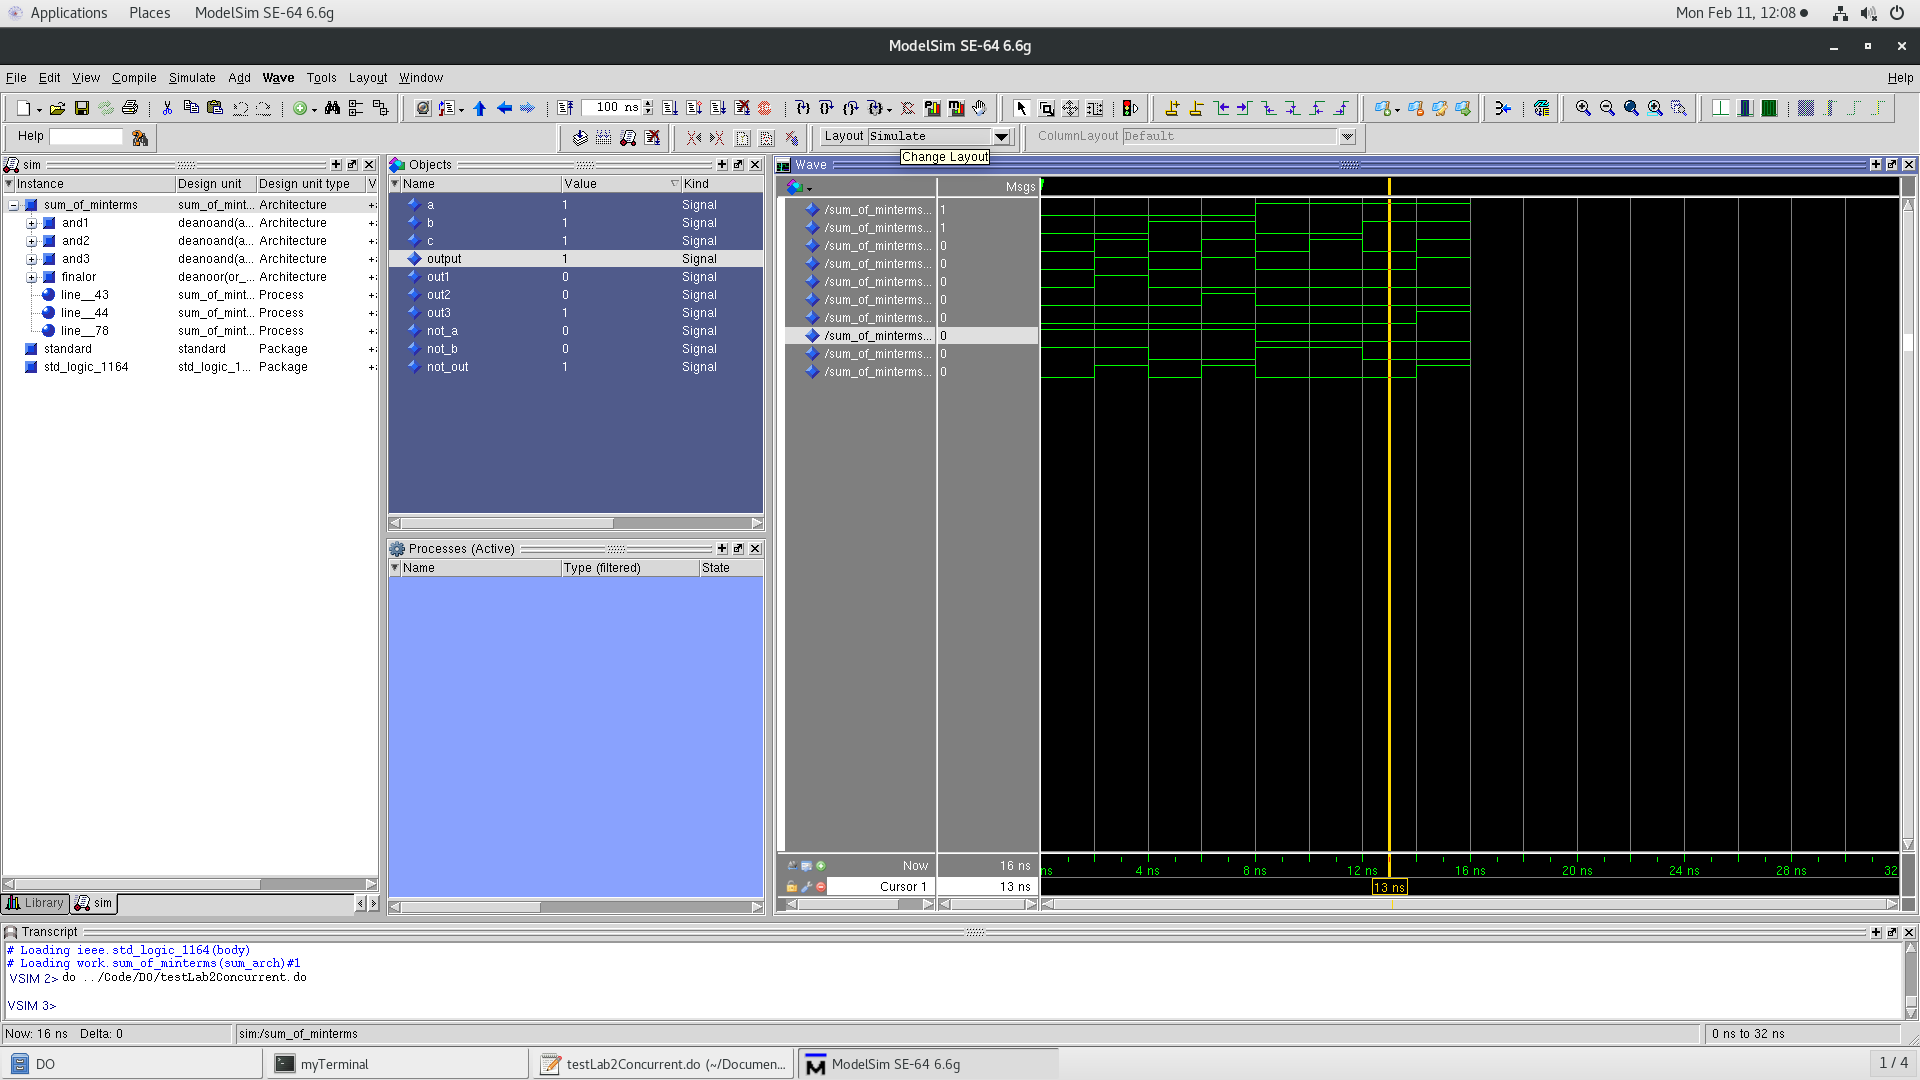 Applications Places ModelSim SE-64 6.6g Mon Feb 11, 12:08
ModelSim SE-64 6.6g
File Edit View Compile Simulate Add Wave Tools Layout Window Help
100 ns
Help Layout Simulate ColumnLayout Default
Change Layout
sim
Instance Design unit Design unit type V
sum_of_minterms sum_of_mint... Architecture
and1 deanoand(a... Architecture
and2 deanoand(a... Architecture
and3 deanoand(a... Architecture
finalor deanoor(or_... Architecture
line__43 sum_of_mint... Process
line__44 sum_of_mint... Process
line__78 sum_of_mint... Process
standard standard Package
std_logic_1164 std_logic_1... Package
Library sim
Objects
Name Value Kind
a 1 Signal
b 1 Signal
c 1 Signal
output 1 Signal
out1 0 Signal
out2 0 Signal
out3 1 Signal
not_a 0 Signal
not_b 0 Signal
not_out 1 Signal
Processes (Active)
Name Type (filtered) State
Wave
Msgs
/sum_of_minterms... 1
/sum_of_minterms... 1
/sum_of_minterms... 0
/sum_of_minterms... 0
/sum_of_minterms... 0
/sum_of_minterms... 0
/sum_of_minterms... 0
/sum_of_minterms... 0
/sum_of_minterms... 0
/sum_of_minterms... 0
Now 16 ns ns 4 ns 8 ns 12 ns 16 ns 20 ns 24 ns 28 ns 32
Cursor 1 13 ns 13 ns
Transcript
# Loading ieee.std_logic_1164(body)
# Loading work.sum_of_minterms(sum_arch)#1
VSIM 2> do ../Code/DO/testLab2Concurrent.do
VSIM 3>
Now: 16 ns Delta: 0 sim:/sum_of_minterms 0 ns to 32 ns
DO myTerminal testLab2Concurrent.do (~/Documen... ModelSim SE-64 6.6g 1 / 4